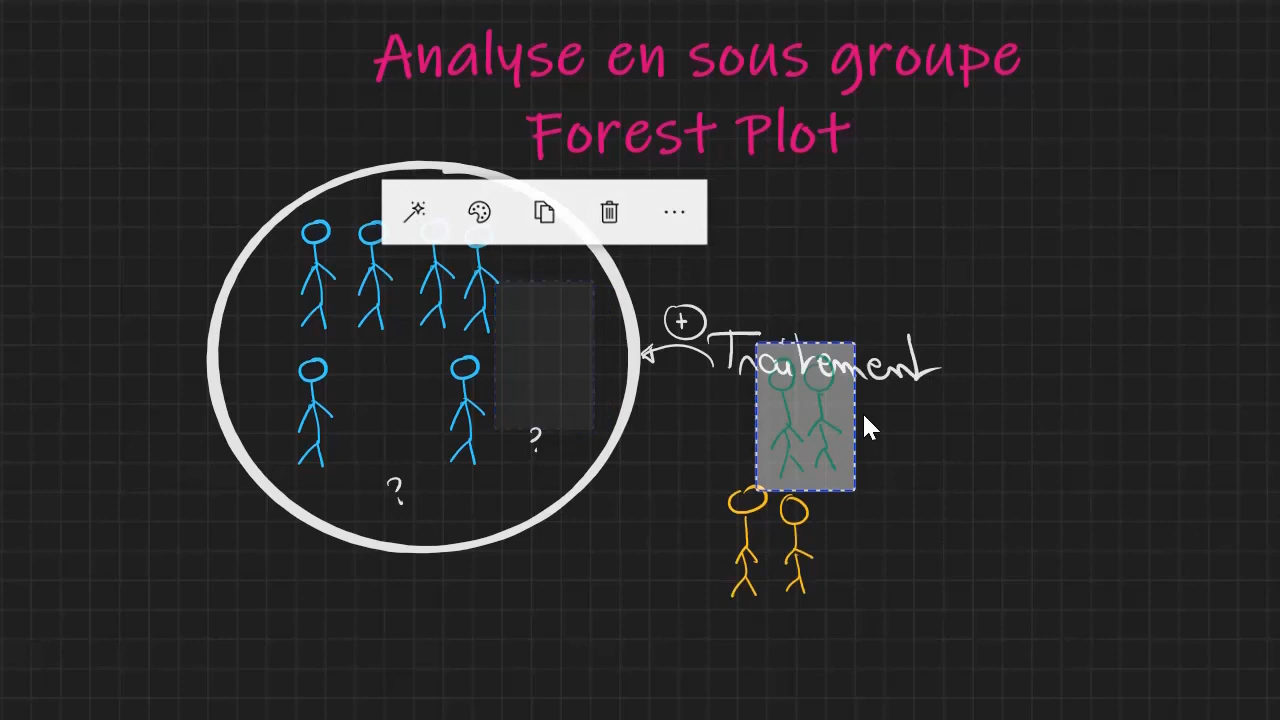 Analyse en sous groupe
Forest Plot
+
Traitement
?
?